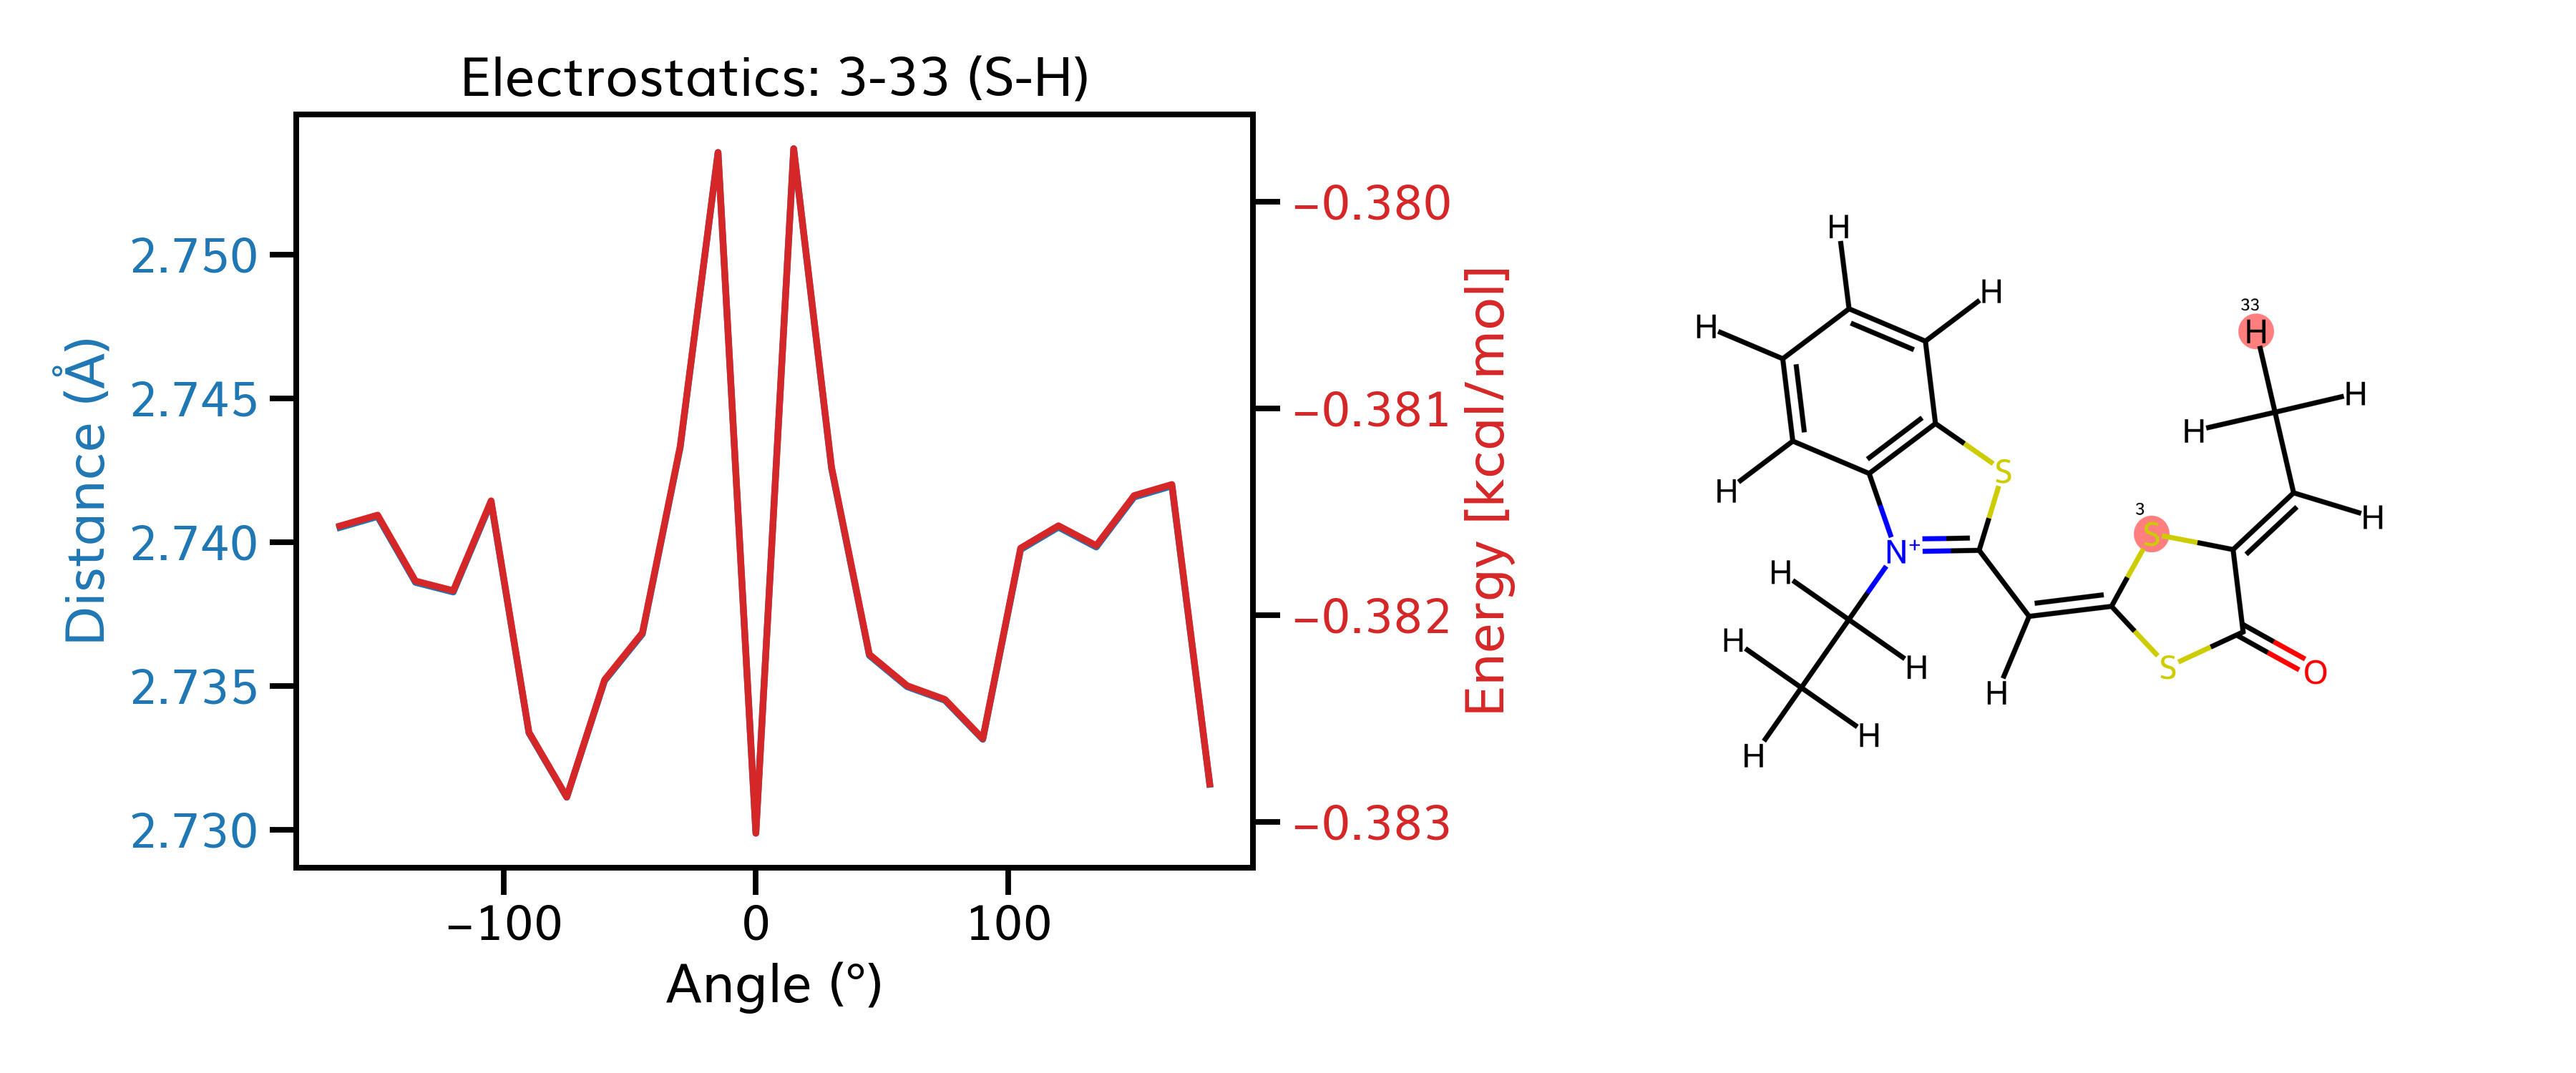 Electrostatics: 3-33 (S-H)
Distance (Å)
2.750
2.745
2.740
2.735
2.730
−0.380
−0.381
−0.382
−0.383
Energy [kcal/mol]
−100
0
100
Angle (°)
H
H
H
H
33
H
H
H
H
S
3
S
N+
H
H
H
H
H
H
S
O